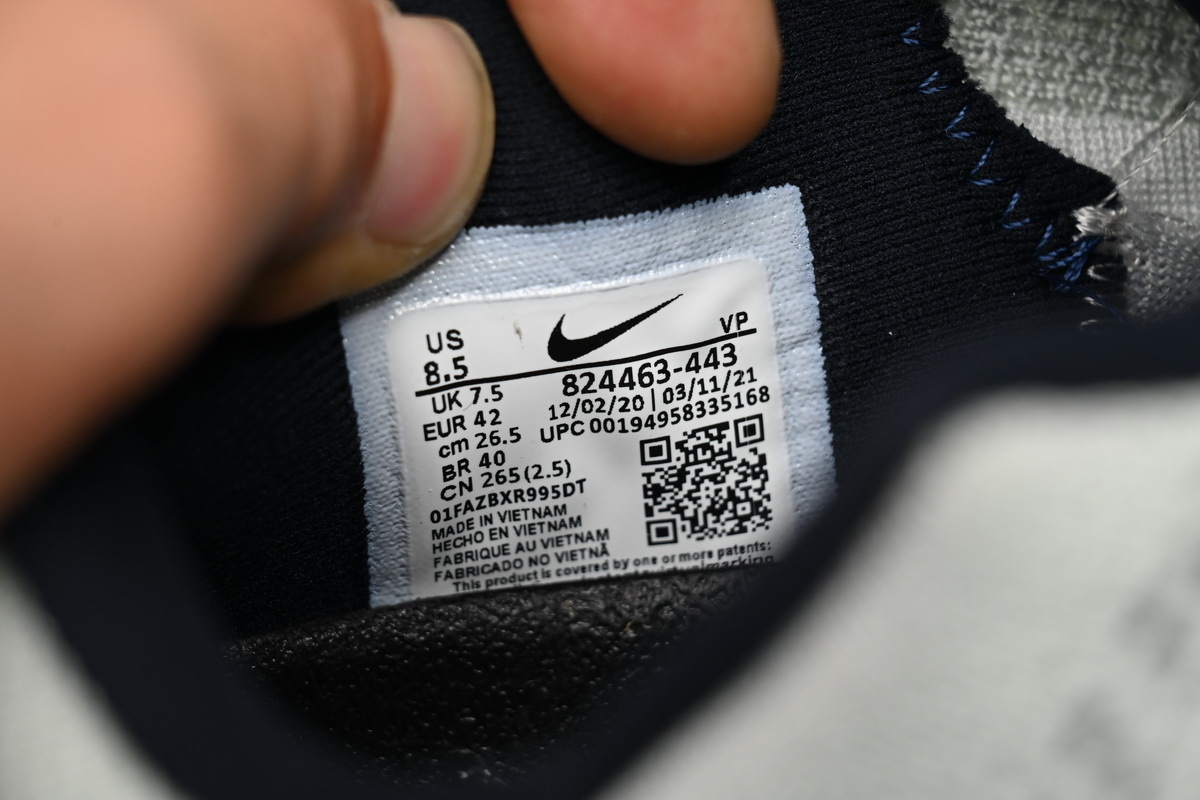 US
8.5
VP
UK 7.5
EUR 42
cm 26.5
BR 40
CN 265 (2.5)
824463-443
12/02/20 | 03/11/21
UPC 00194958335168
01FAZBXR995DT
MADE IN VIETNAM
HECHO EN VIETNAM
FABRIQUE AU VIETNAM
FABRICADO NO VIETNÃ
This product is covered by one or more patents: